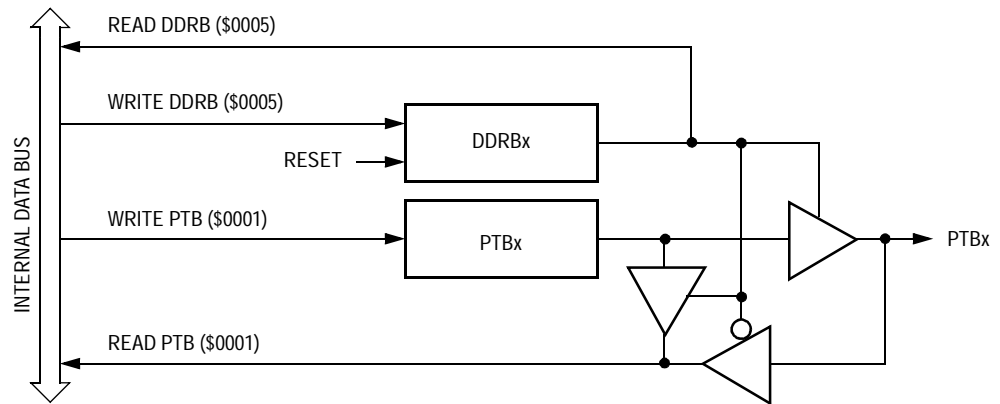 READ DDRB ($0005)
WRITE DDRB ($0005)
DDRBx
RESET
INTERNAL DATA BUS
WRITE PTB ($0001)
PTBx
PTBx
READ PTB ($0001)